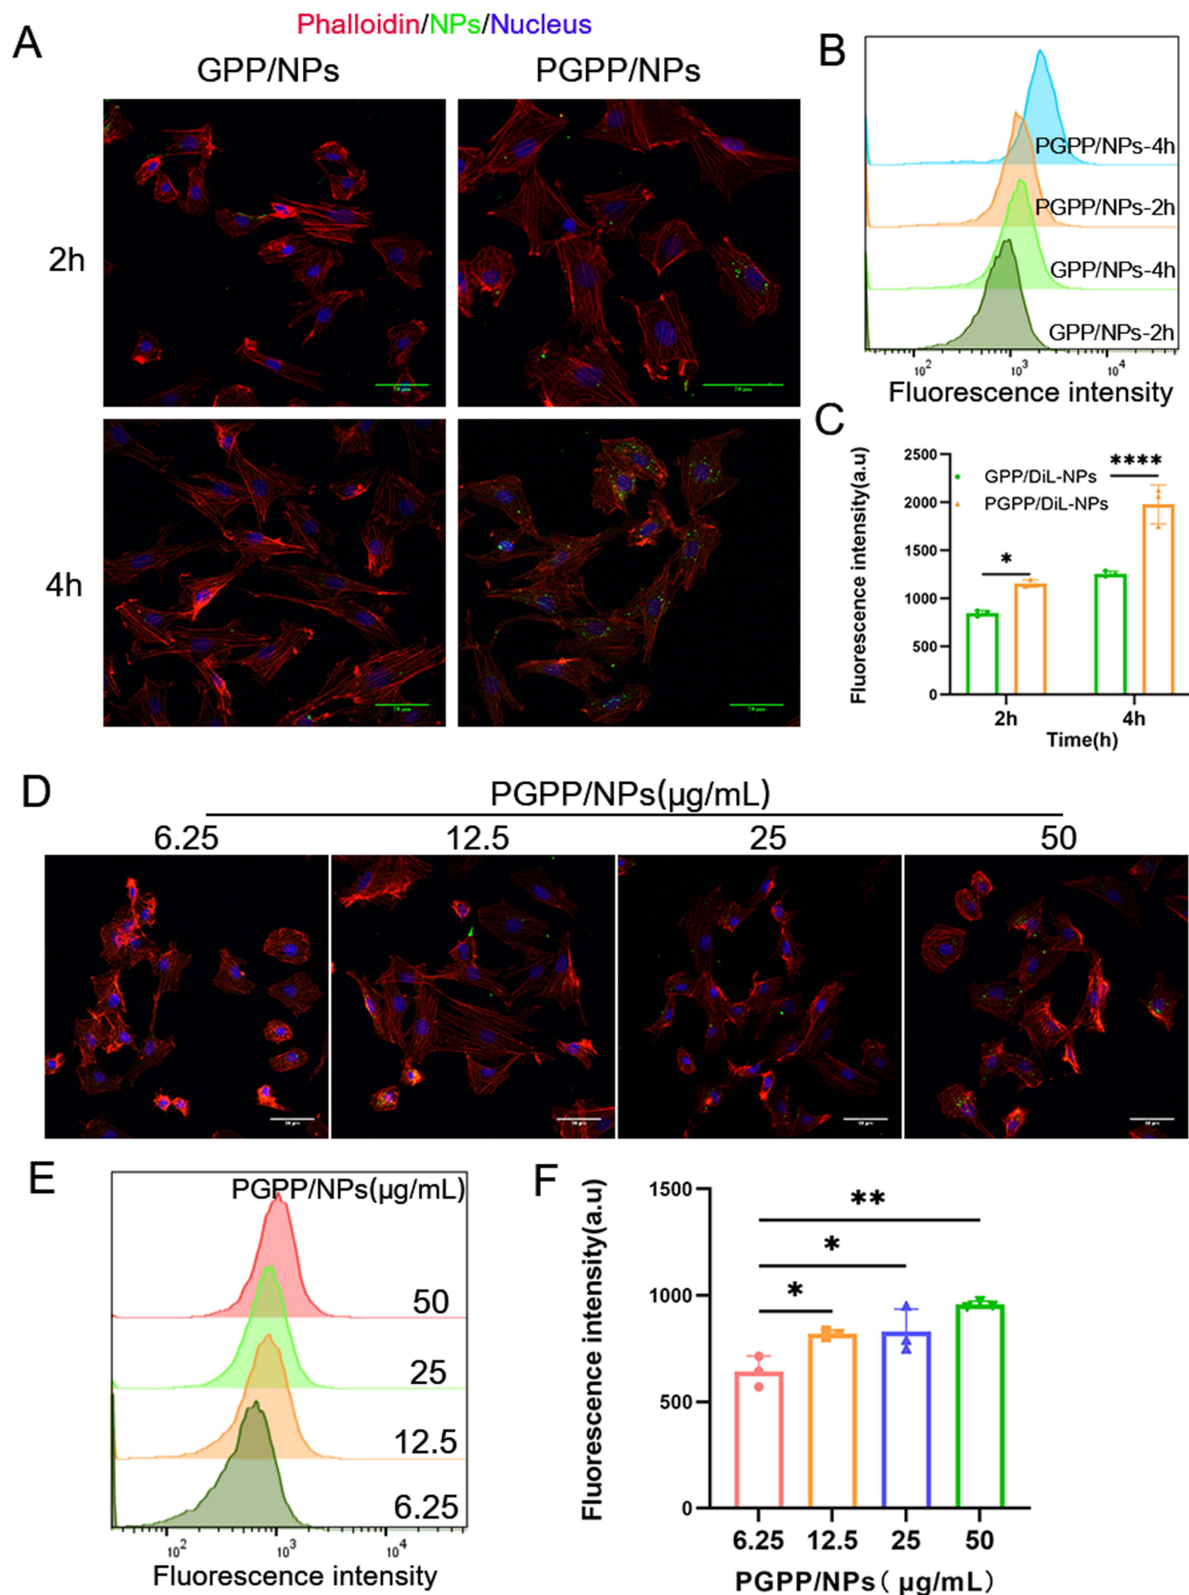 A
Phalloidin/NPs/Nucleus
GPP/NPs
PGPP/NPs
2h
4h
B
PGPP/NPs-4h
PGPP/NPs-2h
GPP/NPs-4h
GPP/NPs-2h
10² 10³ 10⁴
Fluorescence intensity
C
Fluorescence intensity(a.u)
2500
2000
1500
1000
500
0
GPP/DiL-NPs
PGPP/DiL-NPs
*
****
2h 4h
Time(h)
D
PGPP/NPs(μg/mL)
6.25 12.5 25 50
E
PGPP/NPs(μg/mL)
50
25
12.5
6.25
10² 10³ 10⁴
Fluorescence intensity
F
Fluorescence intensity(a.u)
1500
1000
500
0
**
*
*
6.25 12.5 25 50
PGPP/NPs( μg/mL)